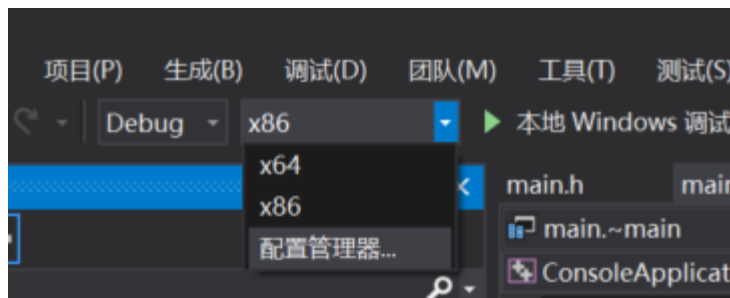 项目(P) 生成(B) 调试(D) 团队(M) 工具(T) 测试(S)
Debug x86 本地 Windows 调试
x64
x86
配置管理器...
main.h main
main.~main
ConsoleApplicat